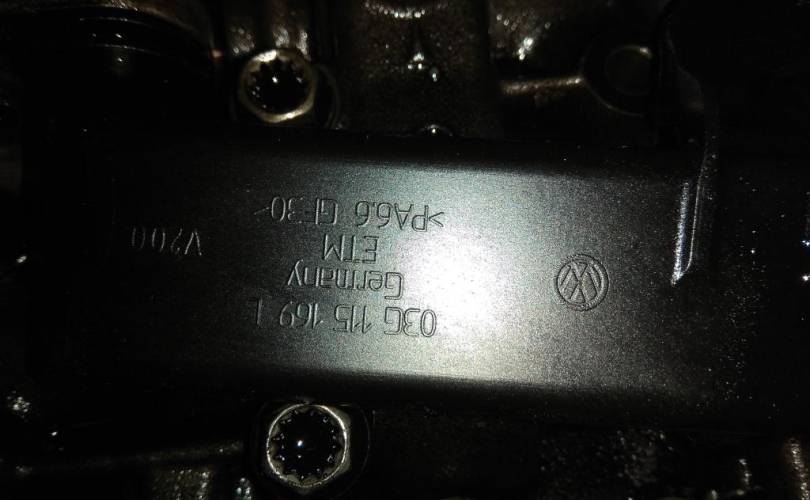 03G 115 169 L
Germany
ETM
>PA6.6 GF30<
V200